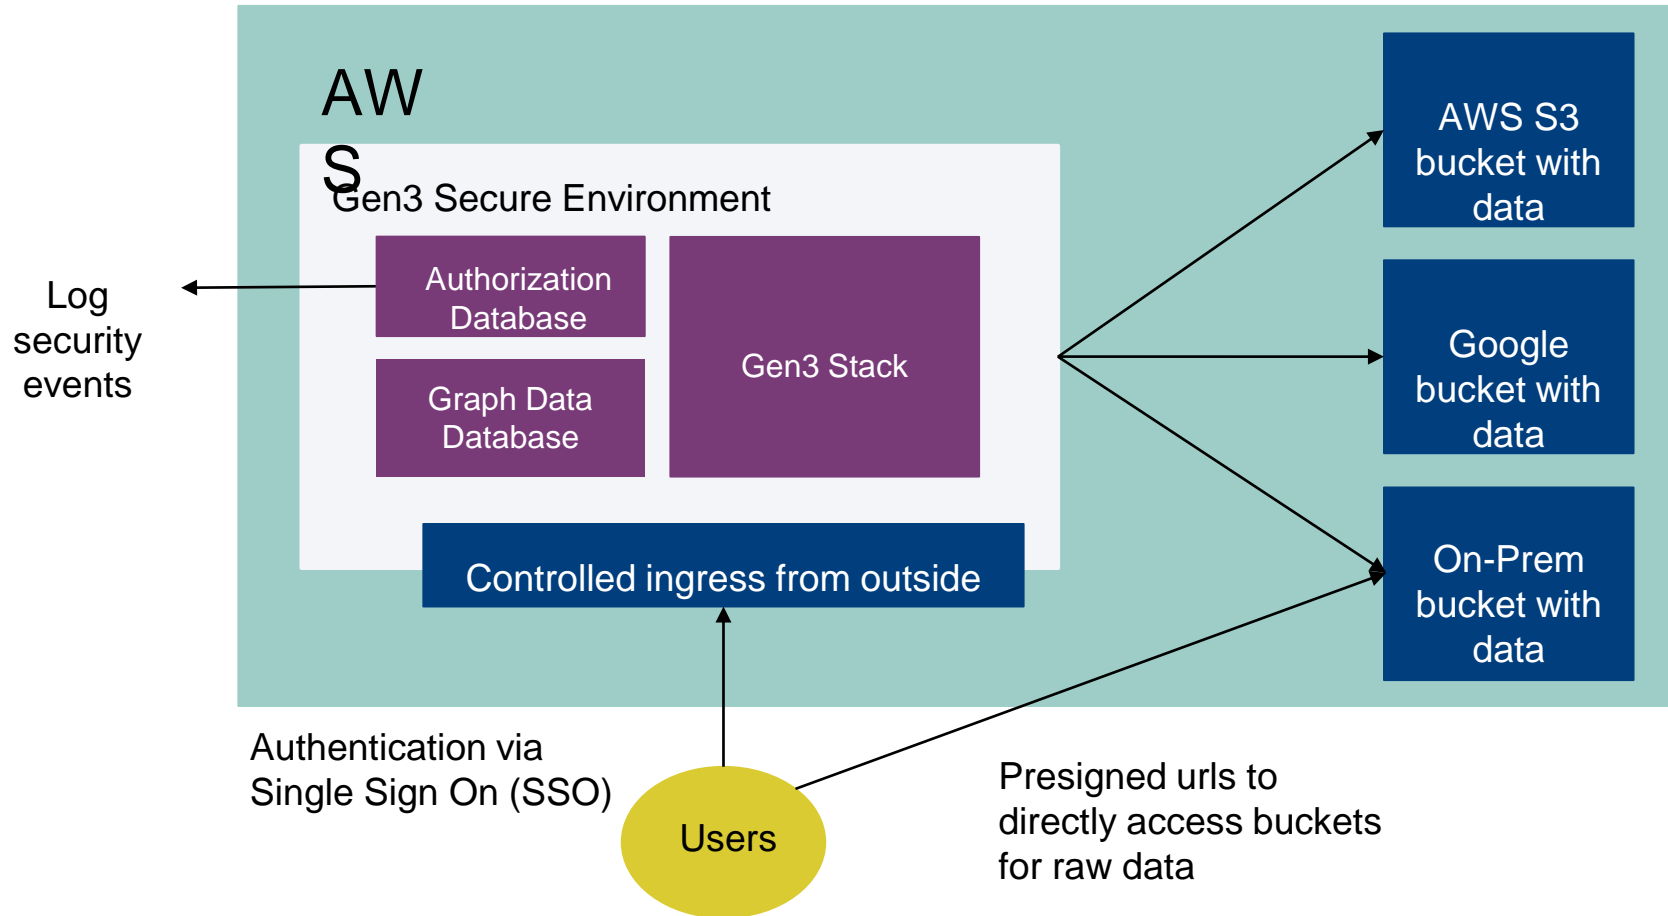 AW
S
Gen3 Secure Environment
Authorization
Database
Graph Data
Database
Gen3 Stack
Controlled ingress from outside
AWS S3
bucket with
data
Google
bucket with
data
On-Prem
bucket with
data
Log
security
events
Authentication via
Single Sign On (SSO)
Users
Presigned urls to
directly access buckets
for raw data